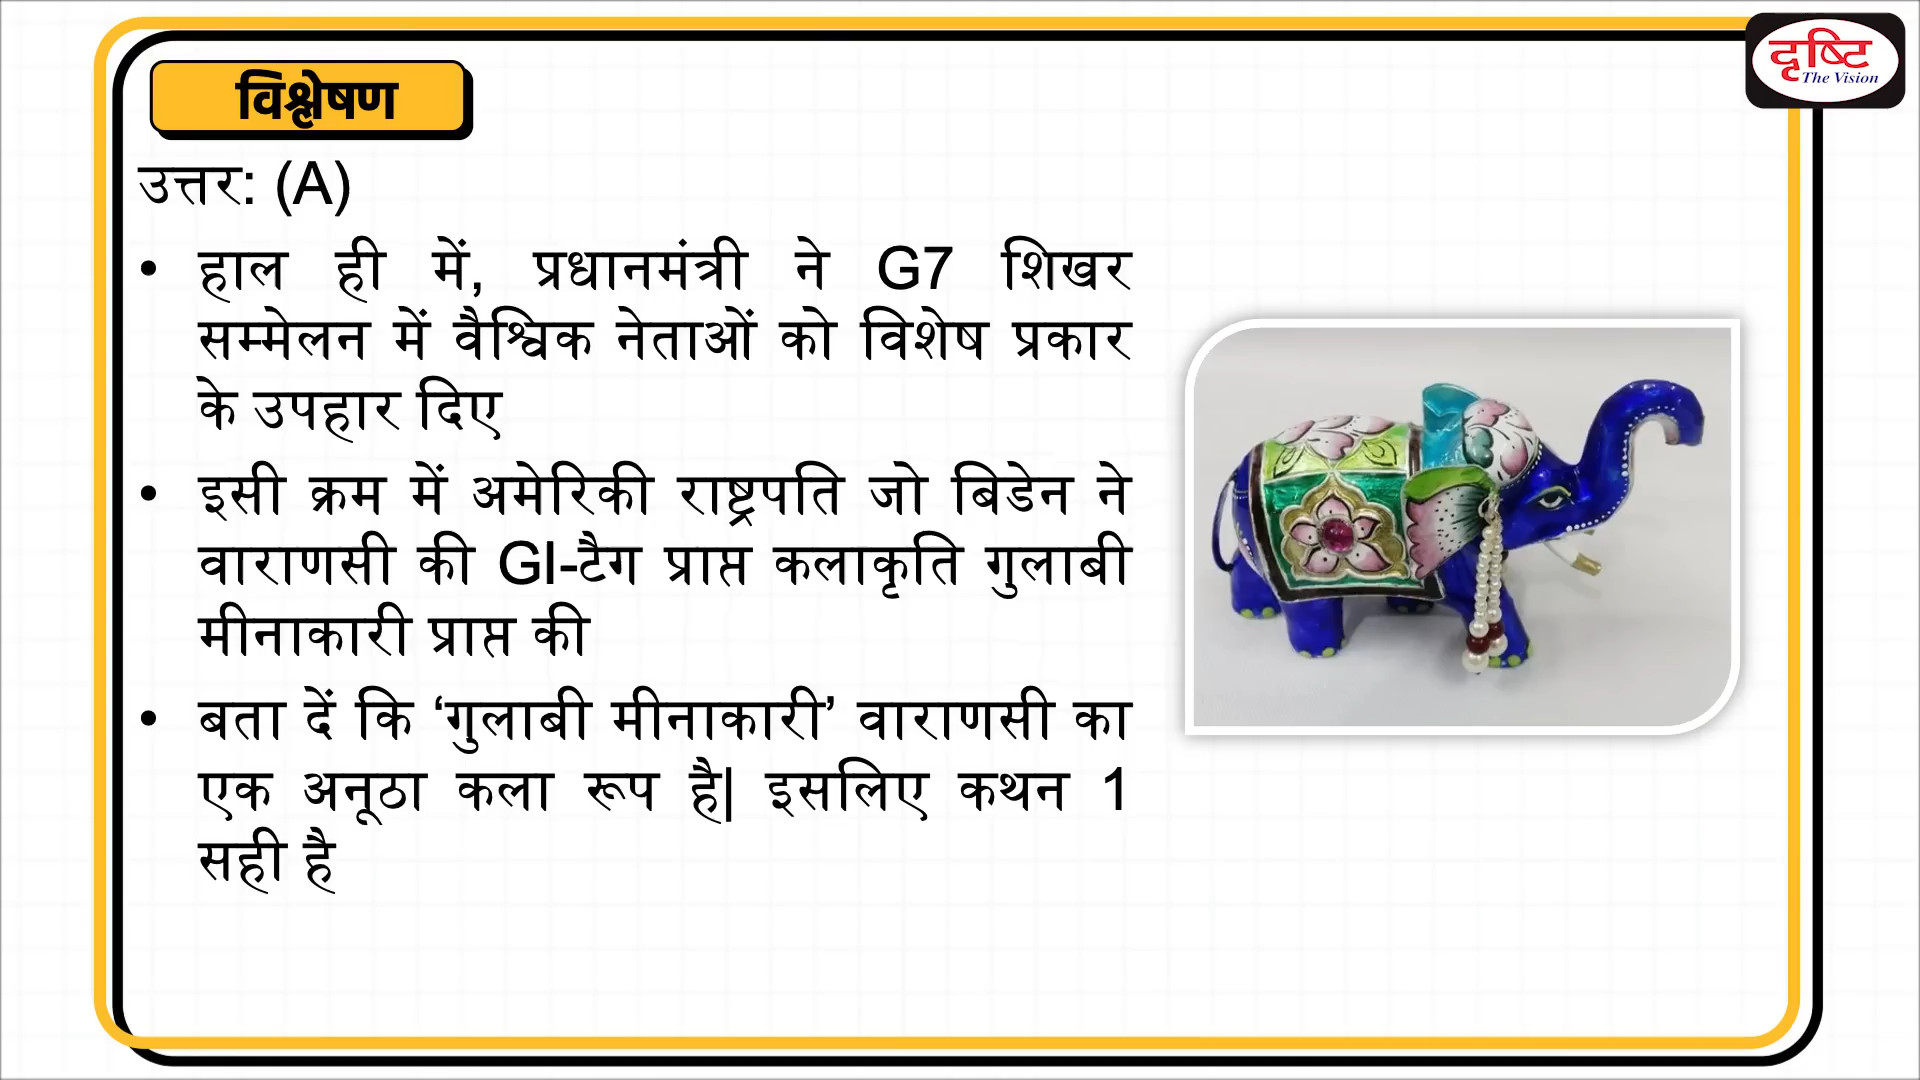 दृष्टि
The Vision
विश्लेषण
उत्तर: (A)
• हाल ही में, प्रधानमंत्री ने G7 शिखर
सम्मेलन में वैश्विक नेताओं को विशेष प्रकार
के उपहार दिए
• इसी क्रम में अमेरिकी राष्ट्रपति जो बिडेन ने
वाराणसी की GI-टैग प्राप्त कलाकृति गुलाबी
मीनाकारी प्राप्त की
• बता दें कि ‘गुलाबी मीनाकारी’ वाराणसी का
एक अनूठा कला रूप है| इसलिए कथन 1
सही है